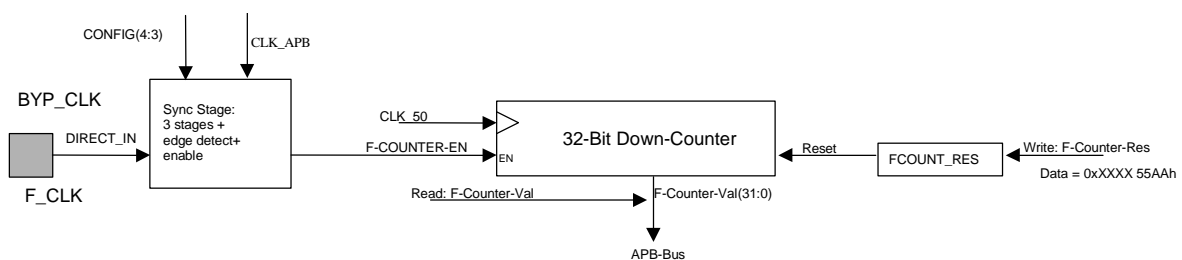 CONFIG(4:3)
CLK_APB
BYP_CLK
DIRECT_IN
F_CLK
Sync Stage:
3 stages +
edge detect+
enable
F-COUNTER-EN
CLK_50
EN
32-Bit Down-Counter
Reset
FCOUNT_RES
Write: F-Counter-Res
Data = 0xXXXX 55AAh
Read: F-Counter-Val
F-Counter-Val(31:0)
APB-Bus